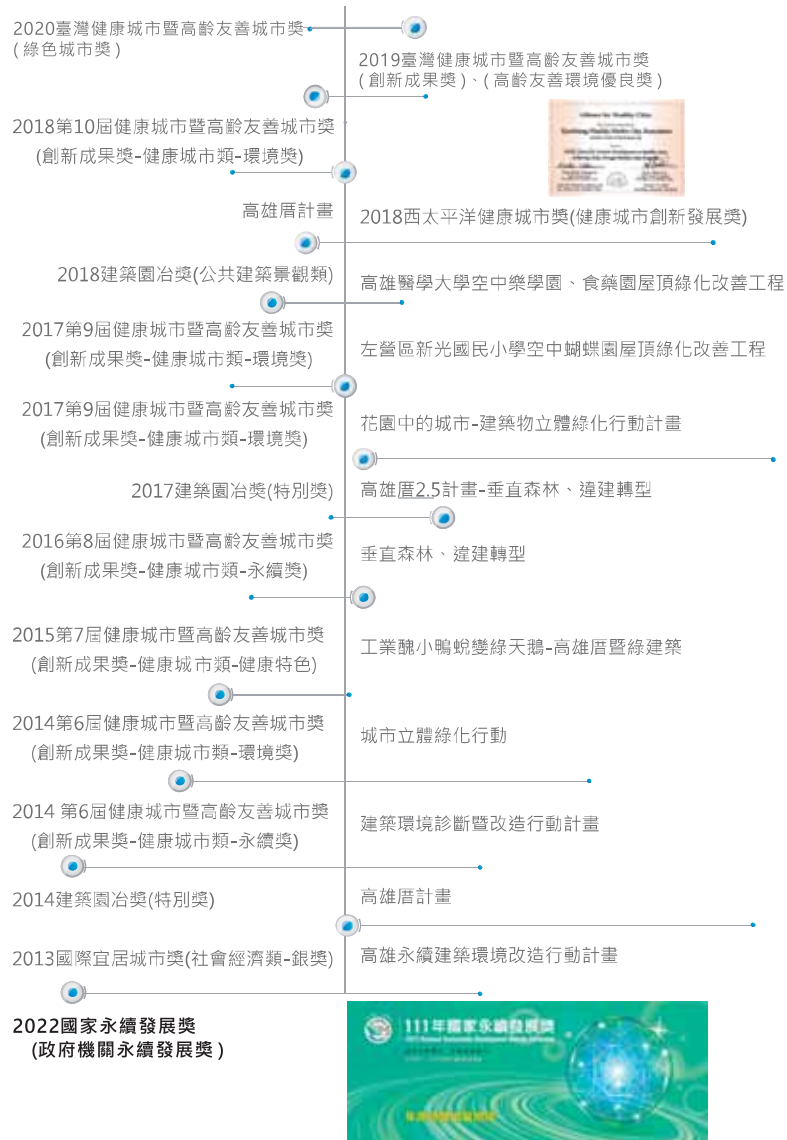 2020臺灣健康城市暨高齡友善城市獎
(綠色城市獎)
2019臺灣健康城市暨高齡友善城市獎
(創新成果獎)、(高齡友善環境優良獎)
2018第10屆健康城市暨高齡友善城市獎
(創新成果獎-健康城市類-環境獎)
高雄厝計畫
2018西太平洋健康城市獎(健康城市創新發展獎)
2018建築園冶獎(公共建築景觀類)
高雄醫學大學空中樂學園、食藥園屋頂綠化改善工程
2017第9屆健康城市暨高齡友善城市獎
(創新成果獎-健康城市類-環境獎)
左營區新光國民小學空中蝴蝶園屋頂綠化改善工程
2017第9屆健康城市暨高齡友善城市獎
(創新成果獎-健康城市類-環境獎)
花園中的城市-建築物立體綠化行動計畫
2017建築園冶獎(特別獎)
高雄厝2.5計畫-垂直森林、違建轉型
2016第8屆健康城市暨高齡友善城市獎
(創新成果獎-健康城市類-永續獎)
垂直森林、違建轉型
2015第7屆健康城市暨高齡友善城市獎
(創新成果獎-健康城市類-健康特色)
工業醜小鴨蛻變綠天鵝-高雄厝暨綠建築
2014第6屆健康城市暨高齡友善城市獎
(創新成果獎-健康城市類-環境獎)
城市立體綠化行動
2014 第6屆健康城市暨高齡友善城市獎
(創新成果獎-健康城市類-永續獎)
建築環境診斷暨改造行動計畫
2014建築園冶獎(特別獎)
高雄厝計畫
2013國際宜居城市獎(社會經濟類-銀獎)
高雄永續建築環境改造行動計畫
2022國家永續發展獎
(政府機關永續發展獎)
111年國家永續發展獎